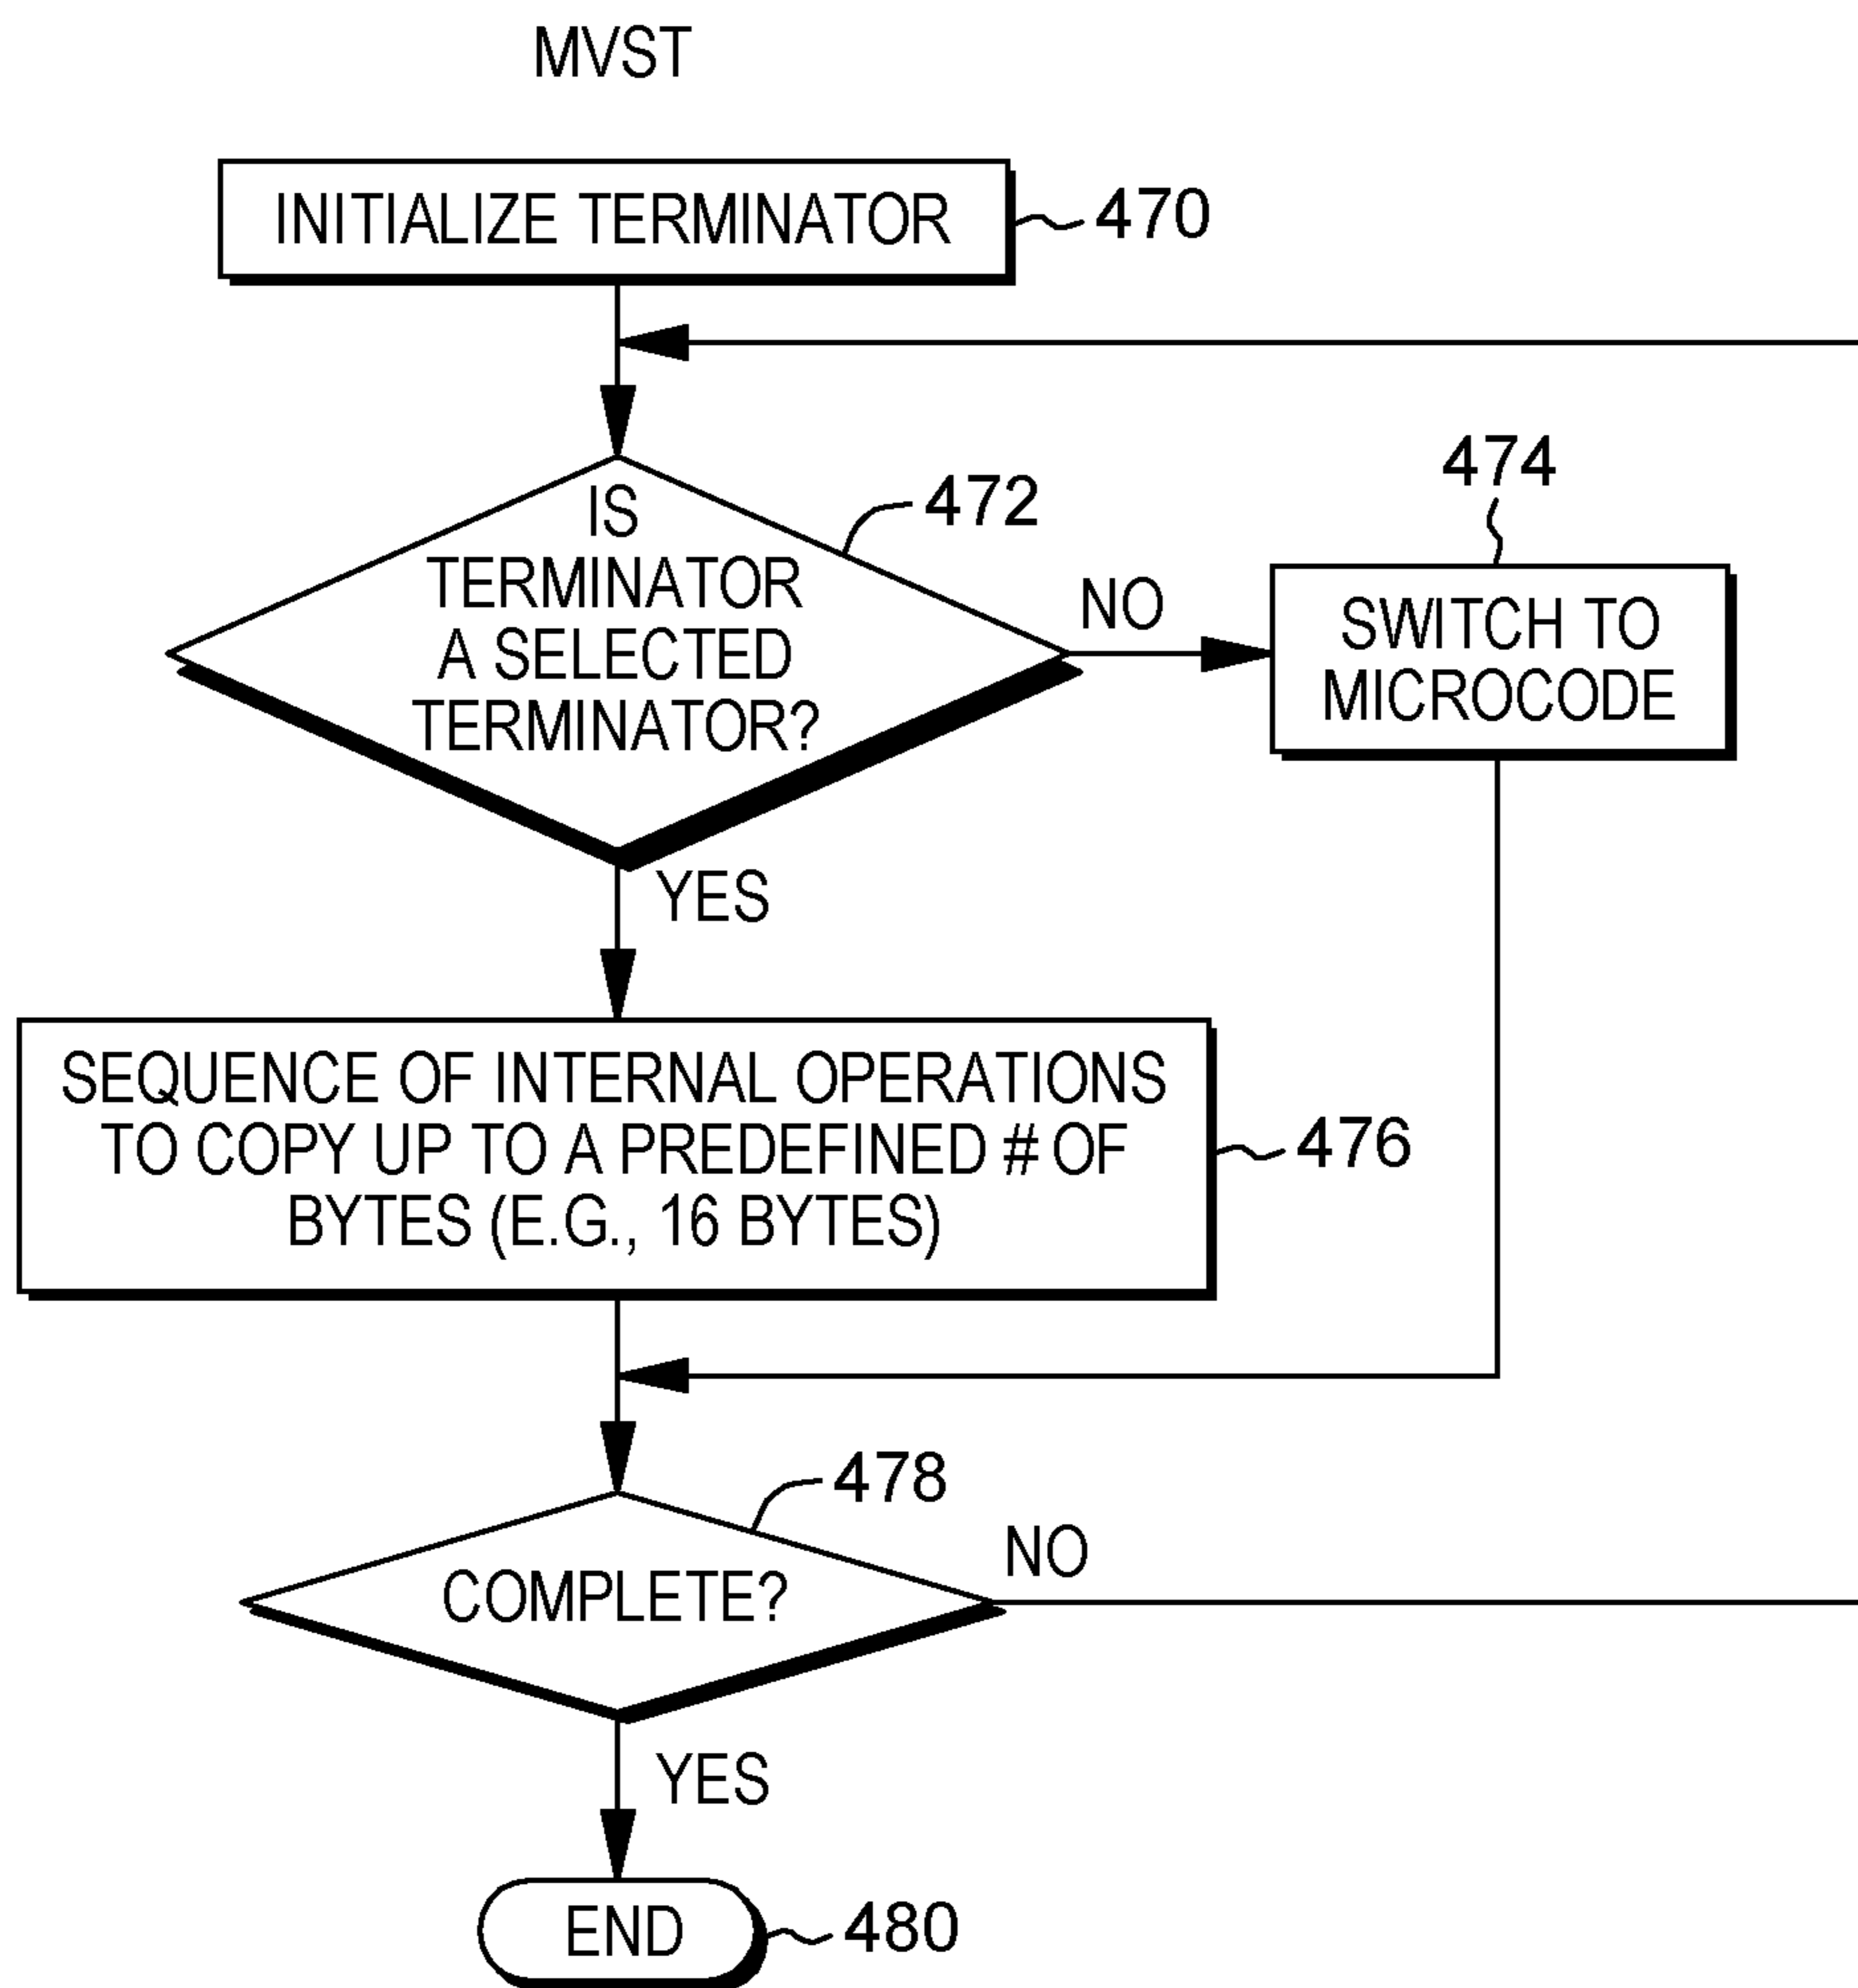 MVST
INITIALIZE TERMINATOR
470
IS
TERMINATOR
A SELECTED
TERMINATOR?
472
NO
474
SWITCH TO
MICROCODE
YES
SEQUENCE OF INTERNAL OPERATIONS
TO COPY UP TO A PREDEFINED # OF
BYTES (E.G., 16 BYTES)
476
478
COMPLETE?
NO
YES
END
480